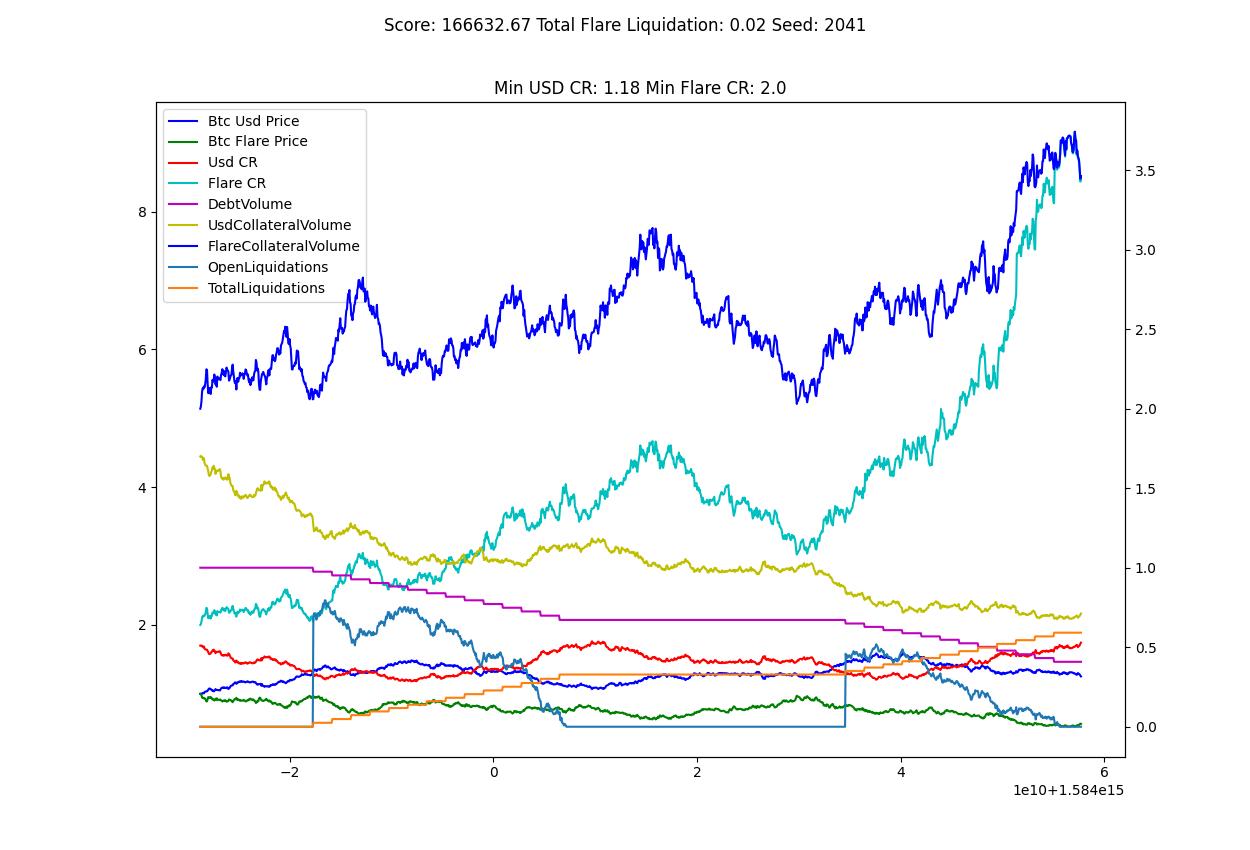 Score: 166632.67 Total Flare Liquidation: 0.02 Seed: 2041
Min USD CR: 1.18 Min Flare CR: 2.0
Btc Usd Price
Btc Flare Price
Usd CR
Flare CR
DebtVolume
UsdCollateralVolume
FlareCollateralVolume
OpenLiquidations
TotalLiquidations
8
6
4
2
3.5
3.0
2.5
2.0
1.5
1.0
0.5
0.0
−2 0 2 4 6
1e10+1.584e15